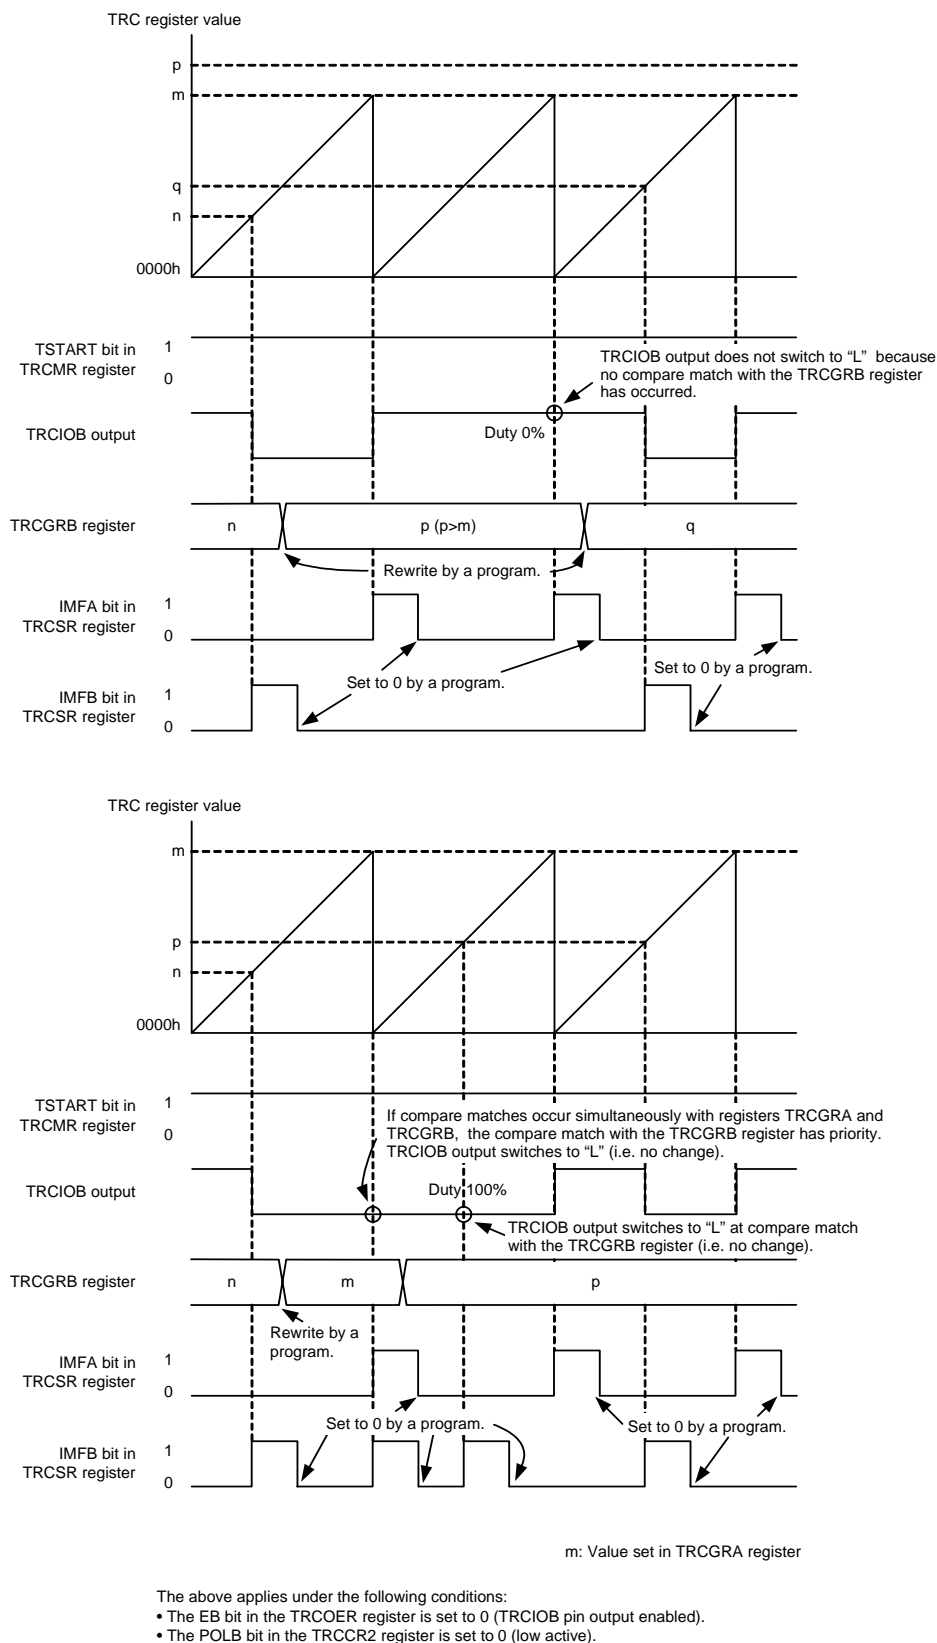 TRC register value
p
m
q
n
0000h
TSTART bit in
TRCMR register
1
0
TRCIOB output does not switch to “L” because
no compare match with the TRCGRB register
has occurred.
TRCIOB output
Duty 0%
TRCGRB register
n
p (p>m)
q
Rewrite by a program.
IMFA bit in
TRCSR register
1
0
Set to 0 by a program.
Set to 0 by a program.
IMFB bit in
TRCSR register
1
0
TRC register value
m
p
n
0000h
TSTART bit in
TRCMR register
1
0
If compare matches occur simultaneously with registers TRCGRA and
TRCGRB, the compare match with the TRCGRB register has priority.
TRCIOB output switches to “L” (i.e. no change).
TRCIOB output
Duty 100%
TRCIOB output switches to “L” at compare match
with the TRCGRB register (i.e. no change).
TRCGRB register
n
m
p
Rewrite by a
program.
IMFA bit in
TRCSR register
1
0
Set to 0 by a program.
Set to 0 by a program.
IMFB bit in
TRCSR register
1
0
m: Value set in TRCGRA register
The above applies under the following conditions:
• The EB bit in the TRCOER register is set to 0 (TRCIOB pin output enabled).
• The POLB bit in the TRCCR2 register is set to 0 (low active).